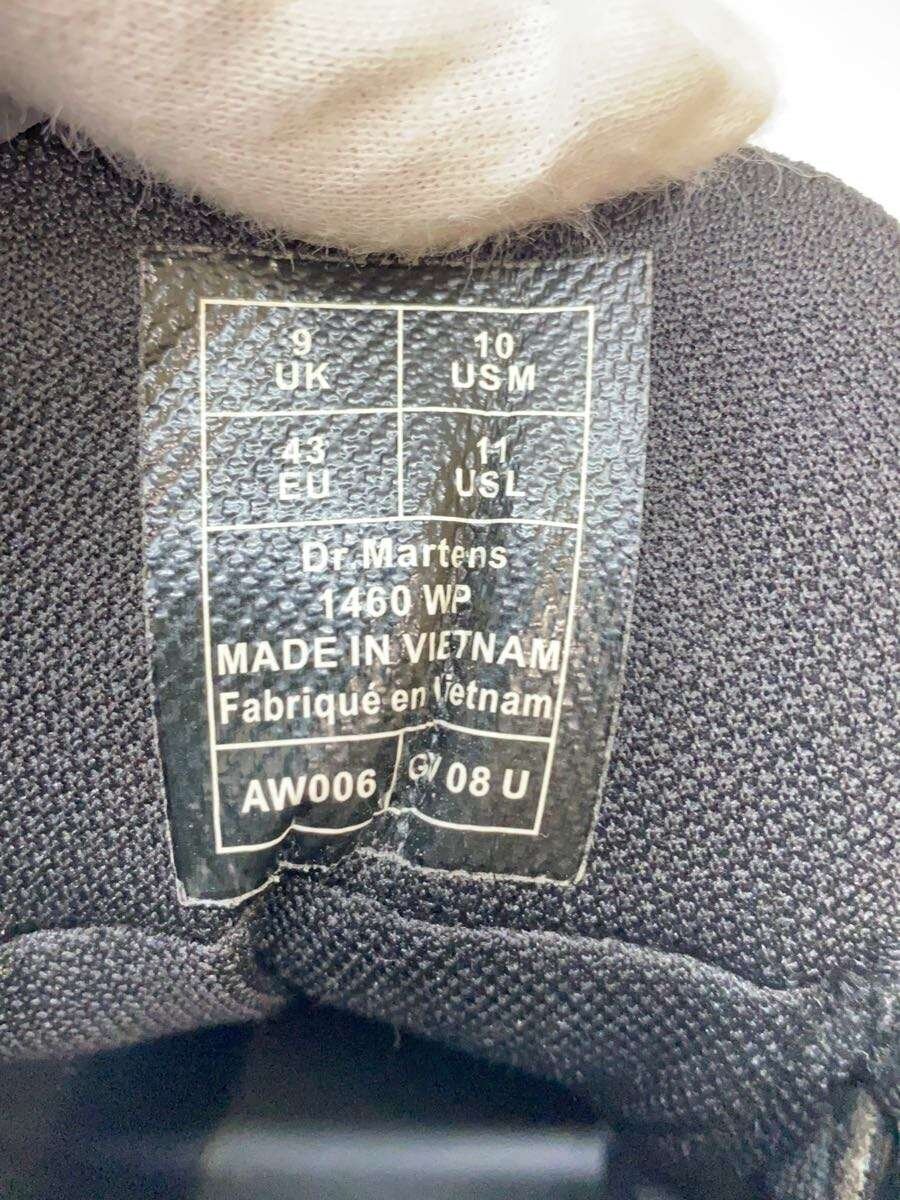 9
UK
10
USM
43
EU
11
USL
Dr. Martens
1460 WP
MADE IN VIETNAM
Fabriqué en Vietnam
AW006
GV 08 U